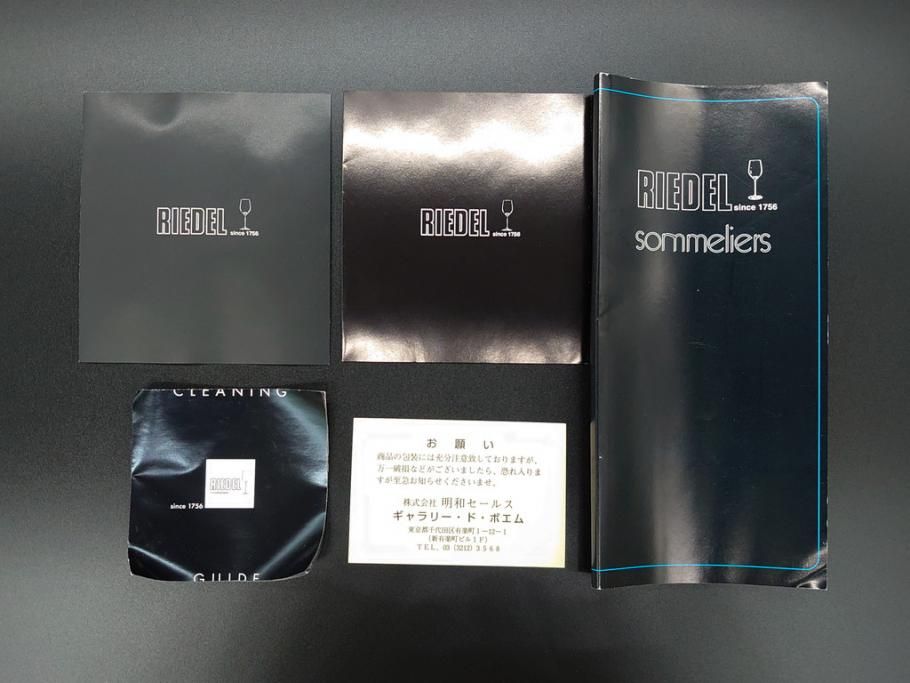 RIEDEL
since 1756
RIEDEL
since 1756
RIEDEL
since 1756
sommeliers
CLEANING
RIEDEL
since 1756
GUIDE
お願い
商品の包装には充分注意致しておりますが、
万一破損などがございましたら、恐れ入りま
すが至急お知らせくださいませ。
株式会社 明和セールス
ギャラリー・ド・ポエム
東京都千代田区有楽町1−12−1
(新有楽町ビル1F)
TEL. 03 (3212) 3568